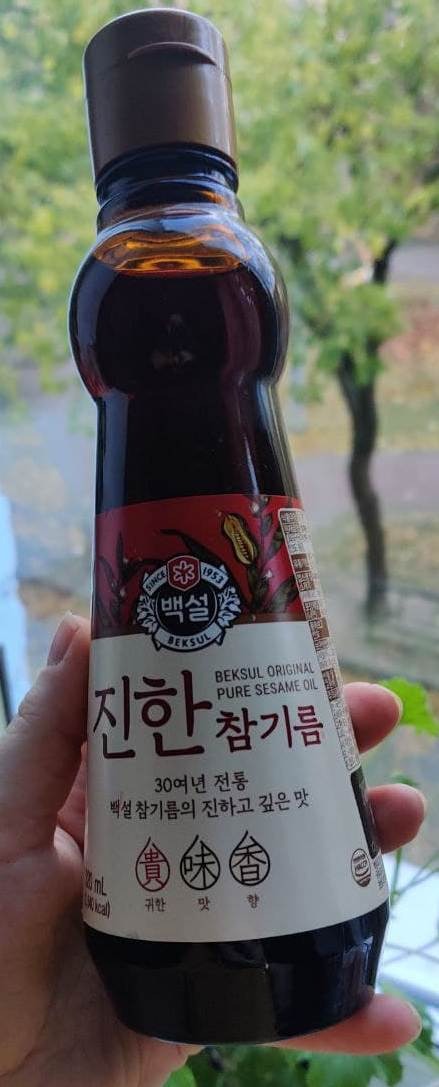 SINCE 1953
백설
BEKSUL
진한 참기름
BEKSUL ORIGINAL
PURE SESAME OIL
30여년 전통
백설 참기름의 진하고 깊은 맛
貴 味 香
귀한 맛 향
mL
kcal)